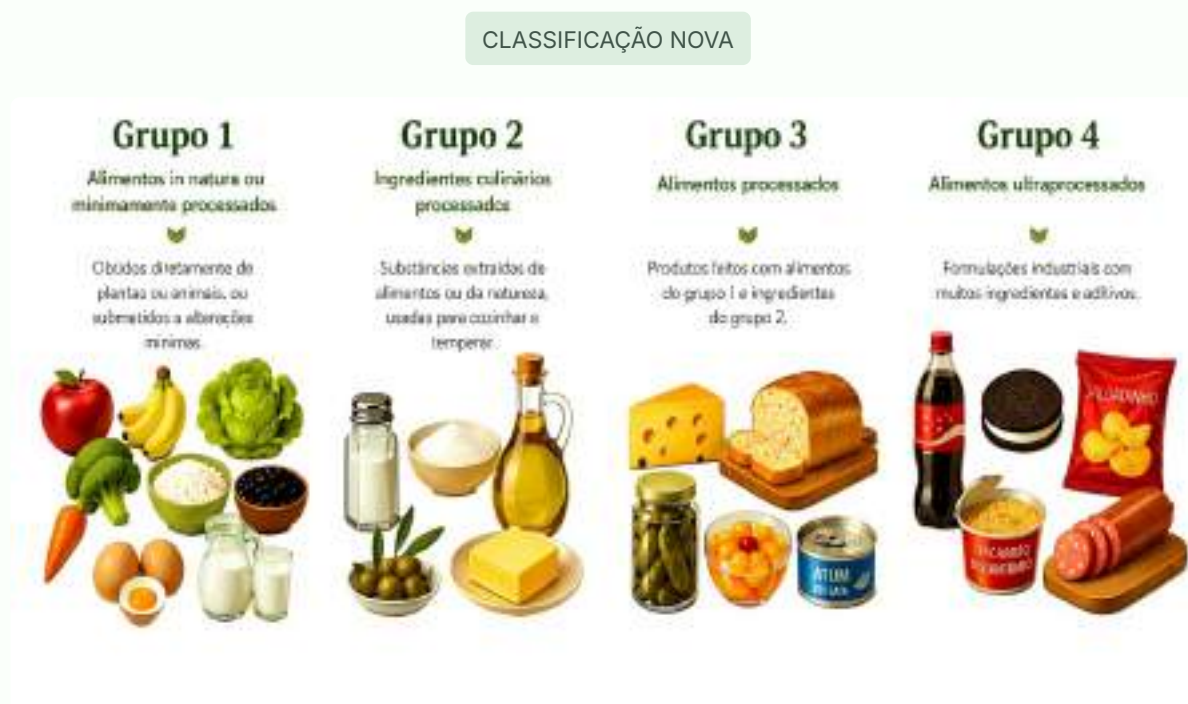 CLASSIFICAÇÃO NOVA
Grupo 1
Alimentos in natura ou
minimamente processados
Obtidos diretamente de
plantas ou animais, ou
submetidos a alterações
mínimas.
Grupo 2
Ingredientes culinários
processados
Substâncias extraídas de
alimentos ou da natureza,
usadas para cozinhar e
temperar.
Grupo 3
Alimentos processados
Produtos feitos com alimentos
do grupo 1 e ingredientes
do grupo 2.
ATUM
Grupo 4
Alimentos ultraprocessados
Formulações industriais com
muitos ingredientes e aditivos.
SALGADINHO